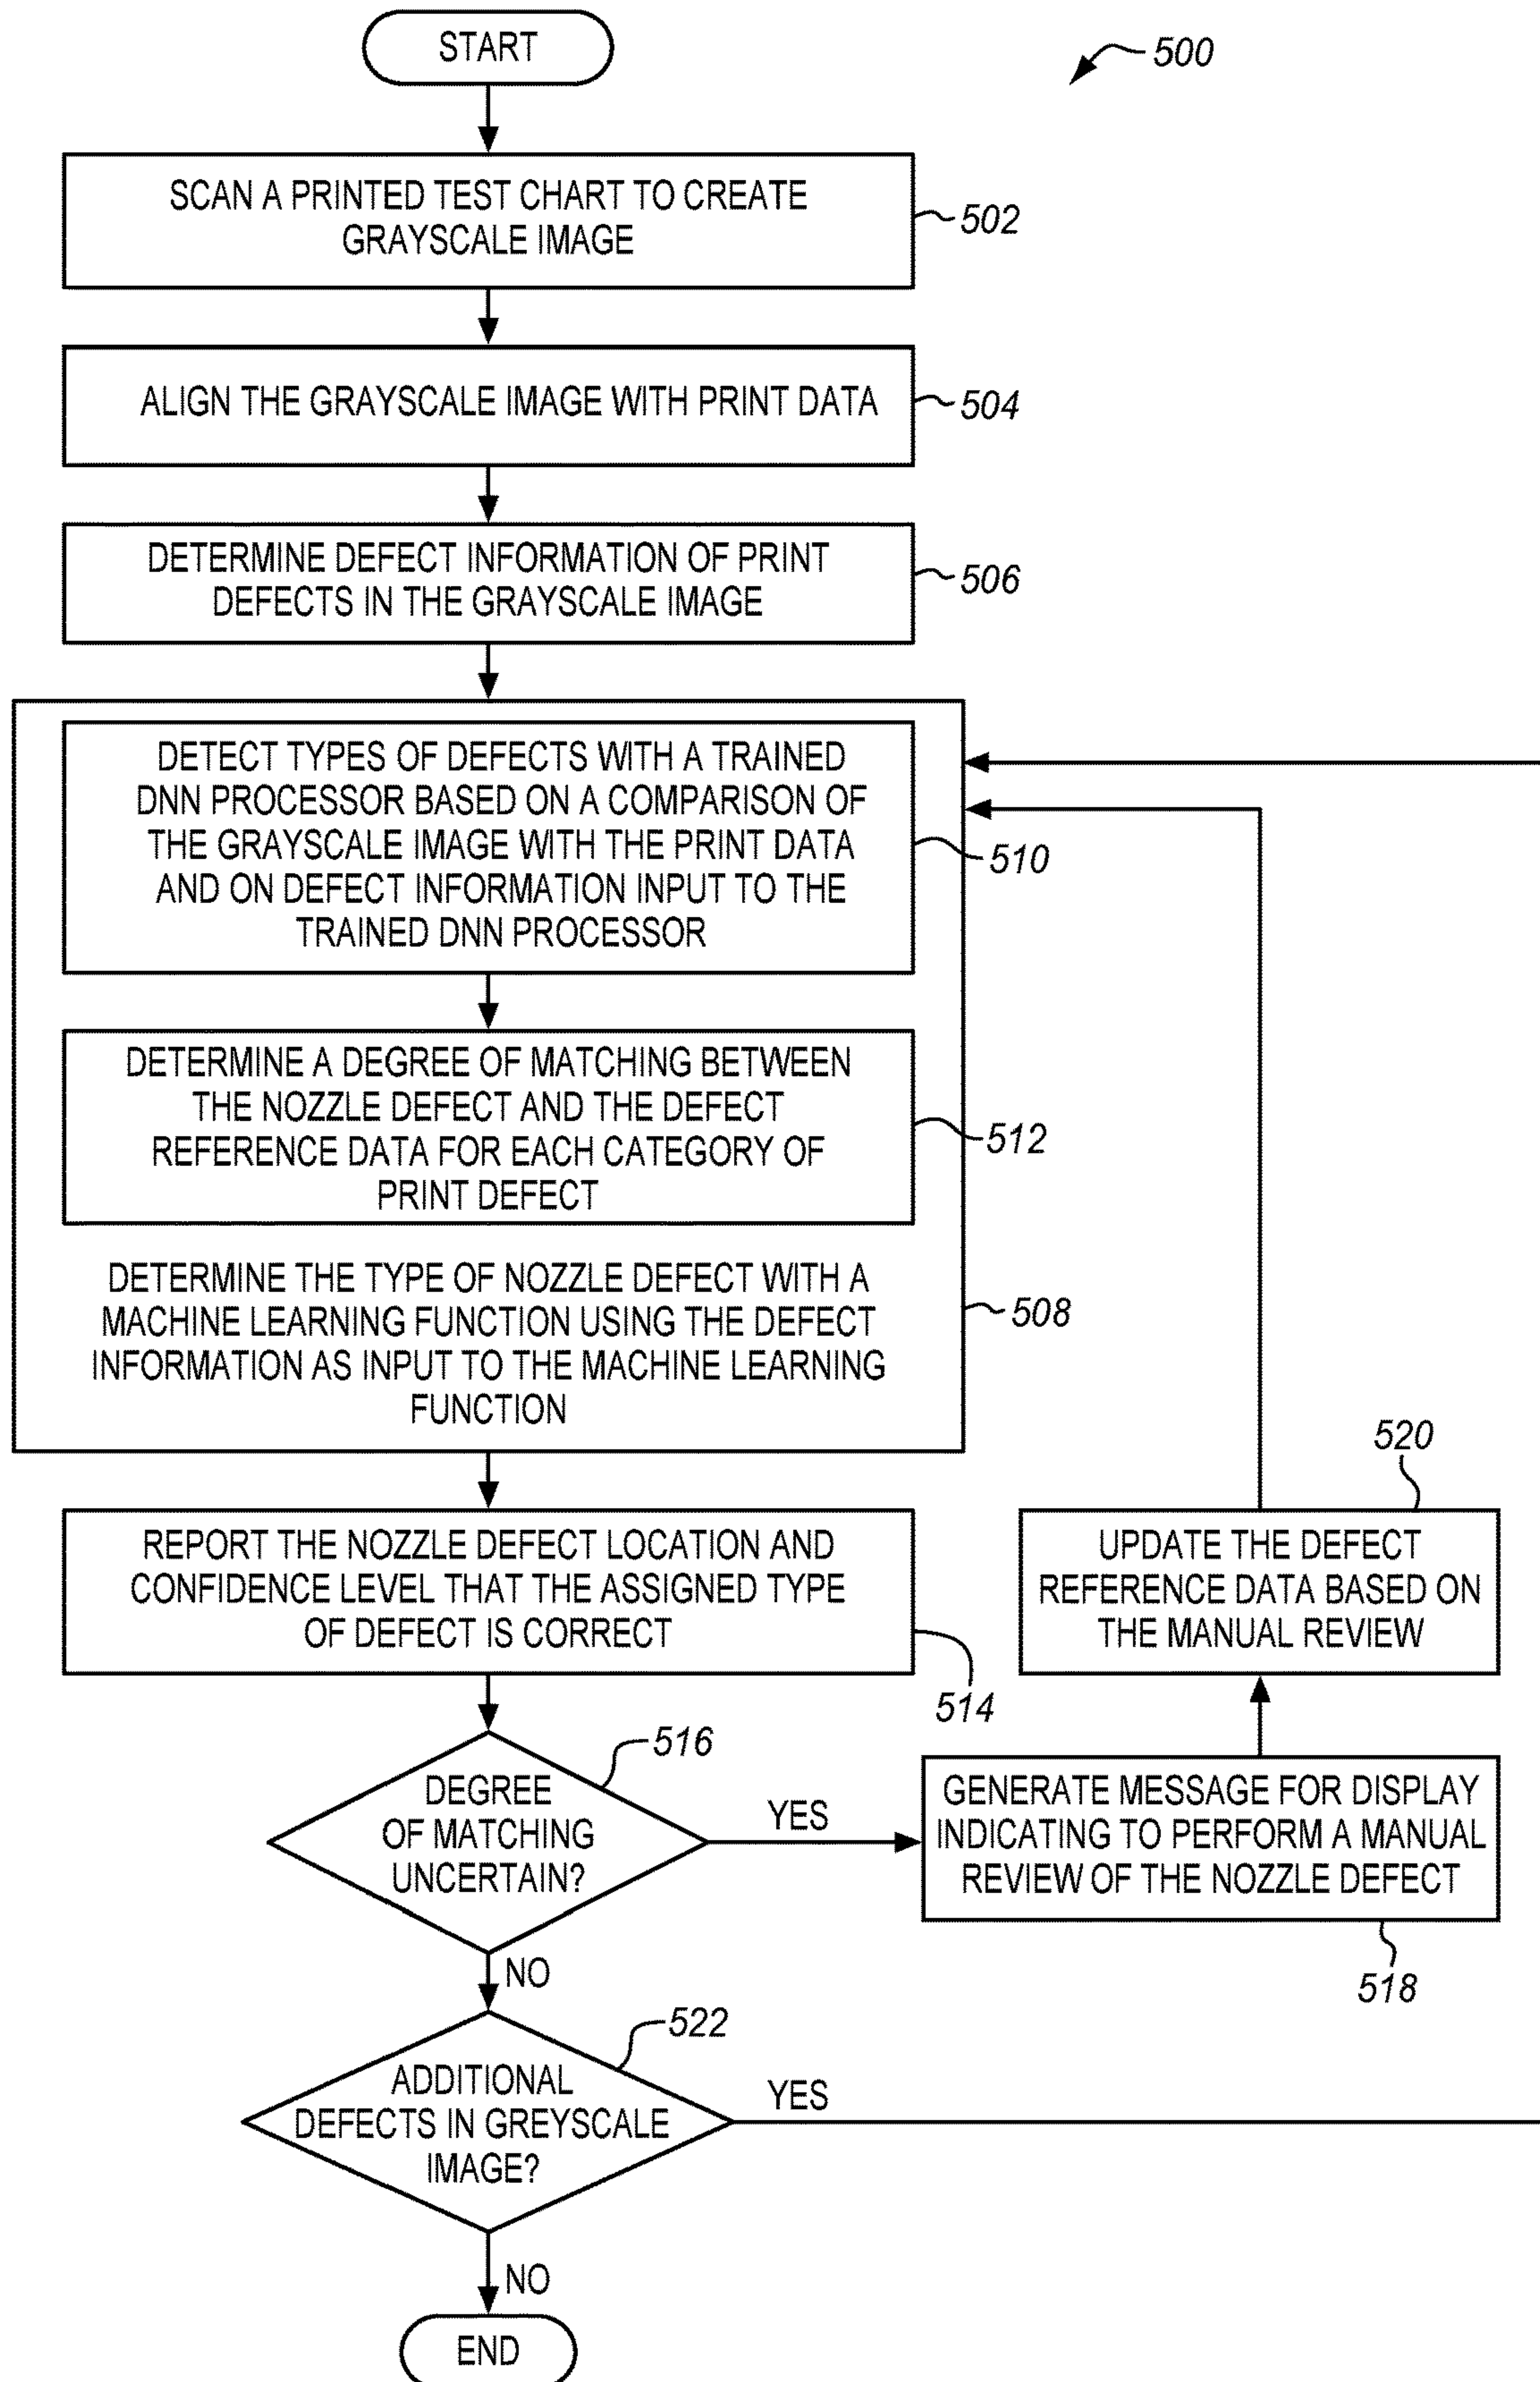 START
500
SCAN A PRINTED TEST CHART TO CREATE
GRAYSCALE IMAGE
502
ALIGN THE GRAYSCALE IMAGE WITH PRINT DATA
504
DETERMINE DEFECT INFORMATION OF PRINT
DEFECTS IN THE GRAYSCALE IMAGE
506
DETECT TYPES OF DEFECTS WITH A TRAINED
DNN PROCESSOR BASED ON A COMPARISON OF
THE GRAYSCALE IMAGE WITH THE PRINT DATA
AND ON DEFECT INFORMATION INPUT TO THE
TRAINED DNN PROCESSOR
510
DETERMINE A DEGREE OF MATCHING BETWEEN
THE NOZZLE DEFECT AND THE DEFECT
REFERENCE DATA FOR EACH CATEGORY OF
PRINT DEFECT
512
DETERMINE THE TYPE OF NOZZLE DEFECT WITH A
MACHINE LEARNING FUNCTION USING THE DEFECT
INFORMATION AS INPUT TO THE MACHINE LEARNING
FUNCTION
508
REPORT THE NOZZLE DEFECT LOCATION AND
CONFIDENCE LEVEL THAT THE ASSIGNED TYPE
OF DEFECT IS CORRECT
514
520
UPDATE THE DEFECT
REFERENCE DATA BASED ON
THE MANUAL REVIEW
516
DEGREE
OF MATCHING
UNCERTAIN?
YES
GENERATE MESSAGE FOR DISPLAY
INDICATING TO PERFORM A MANUAL
REVIEW OF THE NOZZLE DEFECT
518
NO
522
ADDITIONAL
DEFECTS IN GREYSCALE
IMAGE?
YES
NO
END